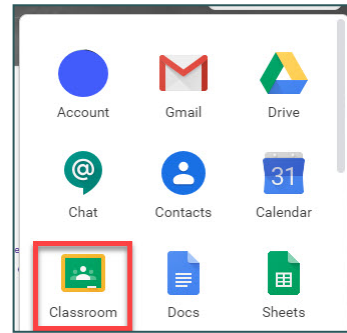 Account Gmail Drive
@
31
Chat Contacts Calendar
Classroom Docs Sheets